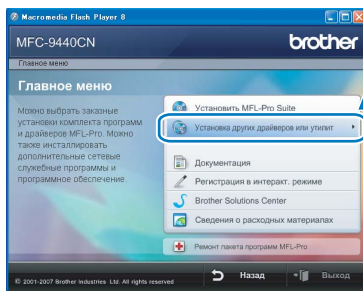 Macromedia Flash Player 8
MFC-9440CN
brother
Главное меню
Главное меню
Можно выбрать заказные
установки комплекта программ
и драйверов MFL-Pro. Можно
также инсталлировать
дополнительные сетевые
служебные программы и
программное обеспечение.
Установить MFL-Pro Suite
Установка других драйверов или утилит
Документация
Регистрация в интеракт. режиме
Brother Solutions Center
Сведения о расходных материалах
Ремонт пакета программ MFL-Pro
© 2001-2007 Brother Industries Ltd. All rights reserved
Назад
Выход